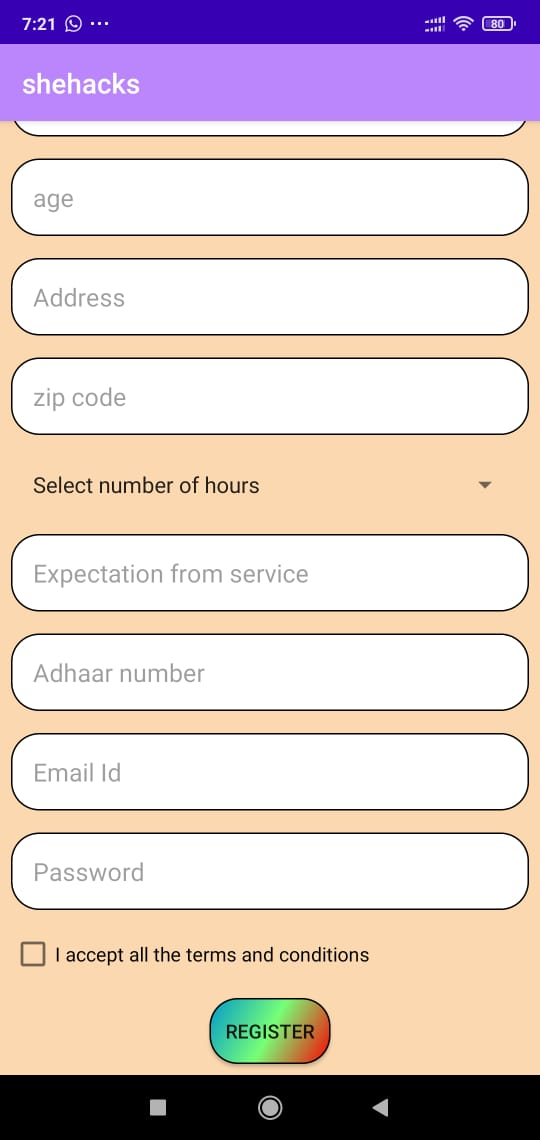 7:21
80
shehacks
age
Address
zip code
Select number of hours
Expectation from service
Adhaar number
Email Id
Password
I accept all the terms and conditions
REGISTER